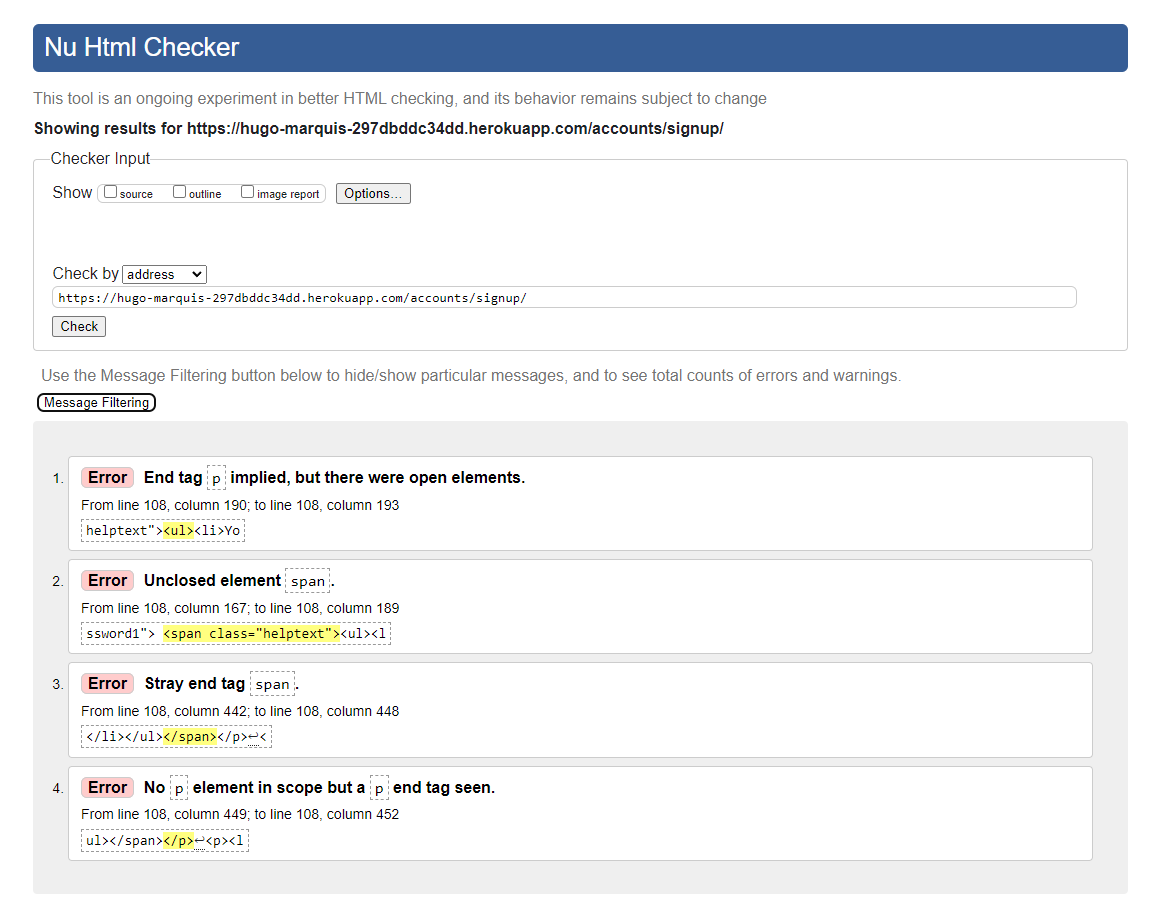 Nu Html Checker
This tool is an ongoing experiment in better HTML checking, and its behavior remains subject to change
Showing results for https://hugo-marquis-297dbddc34dd.herokuapp.com/accounts/signup/
Checker Input
Show source outline image report Options...
Check by address
https://hugo-marquis-297dbddc34dd.herokuapp.com/accounts/signup/
Check
Use the Message Filtering button below to hide/show particular messages, and to see total counts of errors and warnings.
Message Filtering
1. Error End tag p implied, but there were open elements.
From line 108, column 190; to line 108, column 193
helptext"><ul><li>Yo
2. Error Unclosed element span.
From line 108, column 167; to line 108, column 189
ssword1"> <span class="helptext"><ul><l
3. Error Stray end tag span.
From line 108, column 442; to line 108, column 448
</li></ul></span></p>↩<
4. Error No p element in scope but a p end tag seen.
From line 108, column 449; to line 108, column 452
ul></span></p>↩<p><l